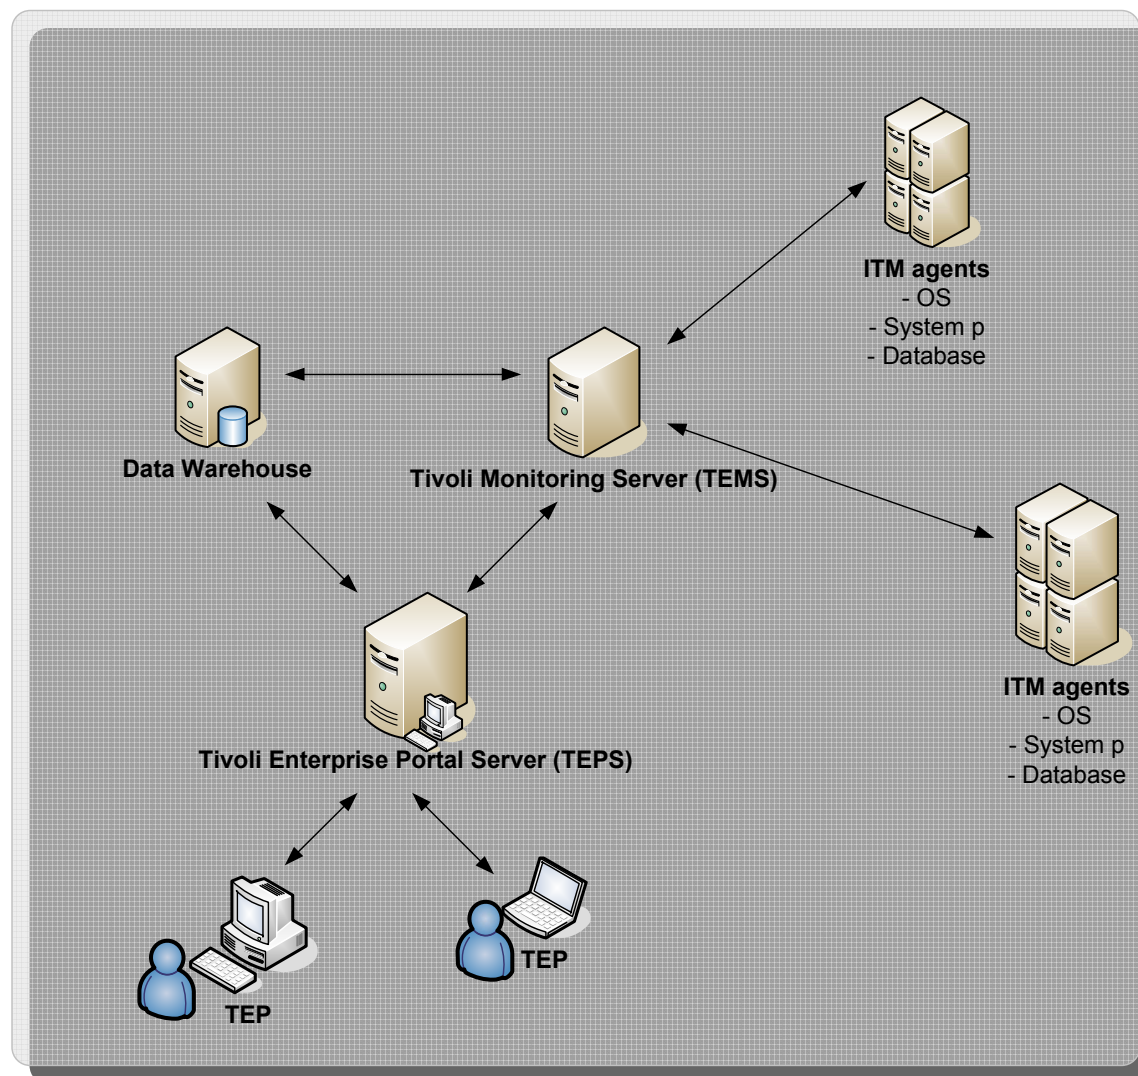 ITM agents
- OS
- System p
- Database
Data Warehouse
Tivoli Monitoring Server (TEMS)
ITM agents
- OS
- System p
- Database
Tivoli Enterprise Portal Server (TEPS)
TEP
TEP